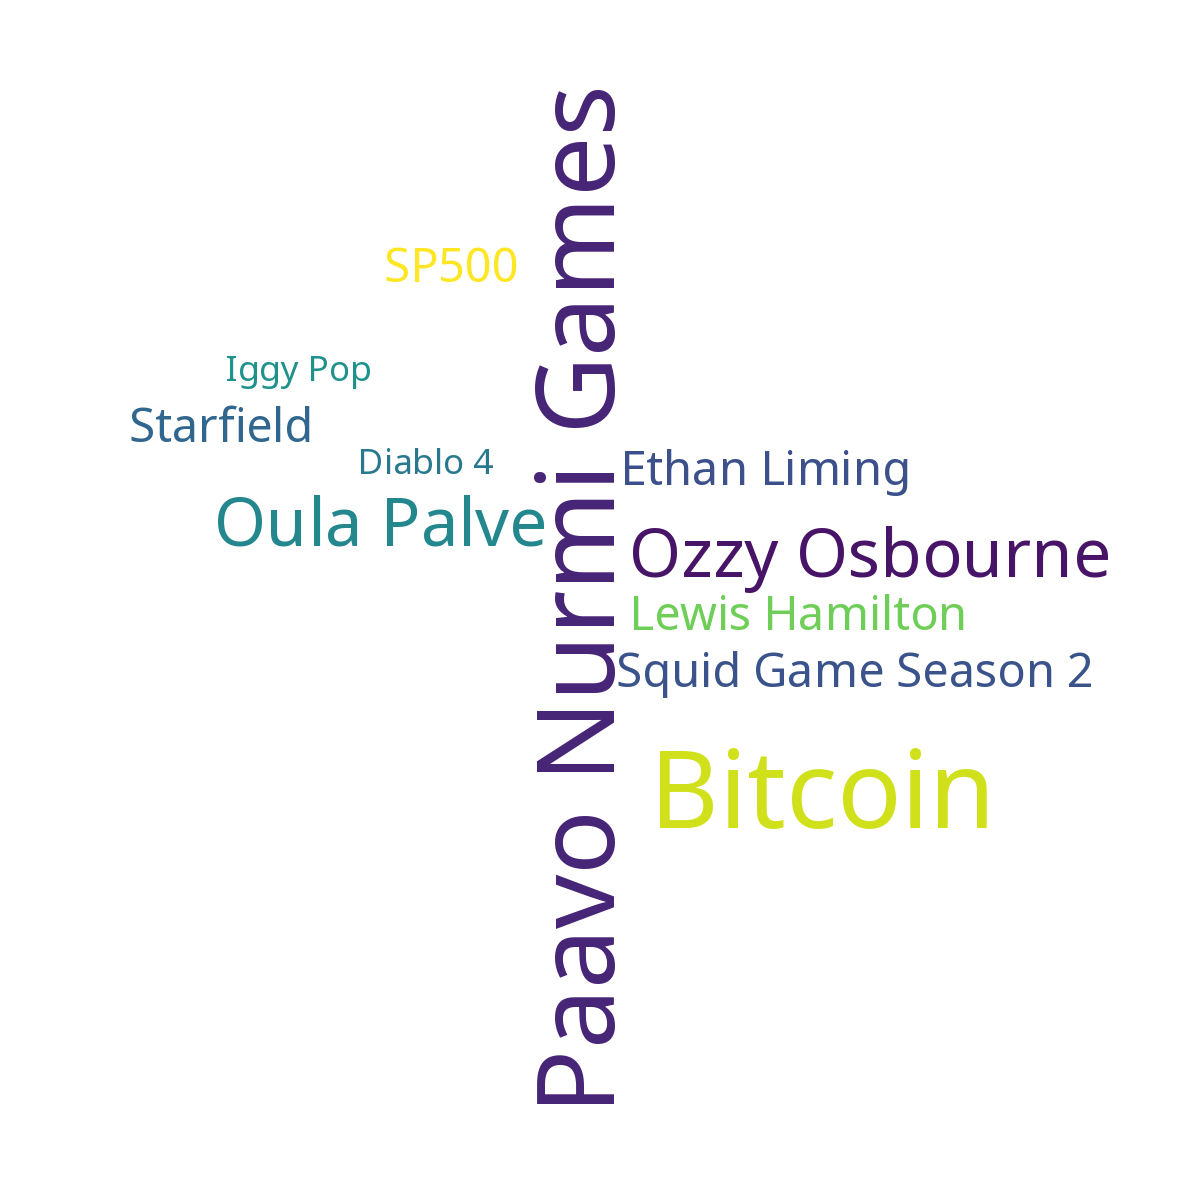 Paavo Nurmi Games
SP500
Iggy Pop
Starfield
Diablo 4
Ethan Liming
Oula Palve
Ozzy Osbourne
Lewis Hamilton
Squid Game Season 2
Bitcoin